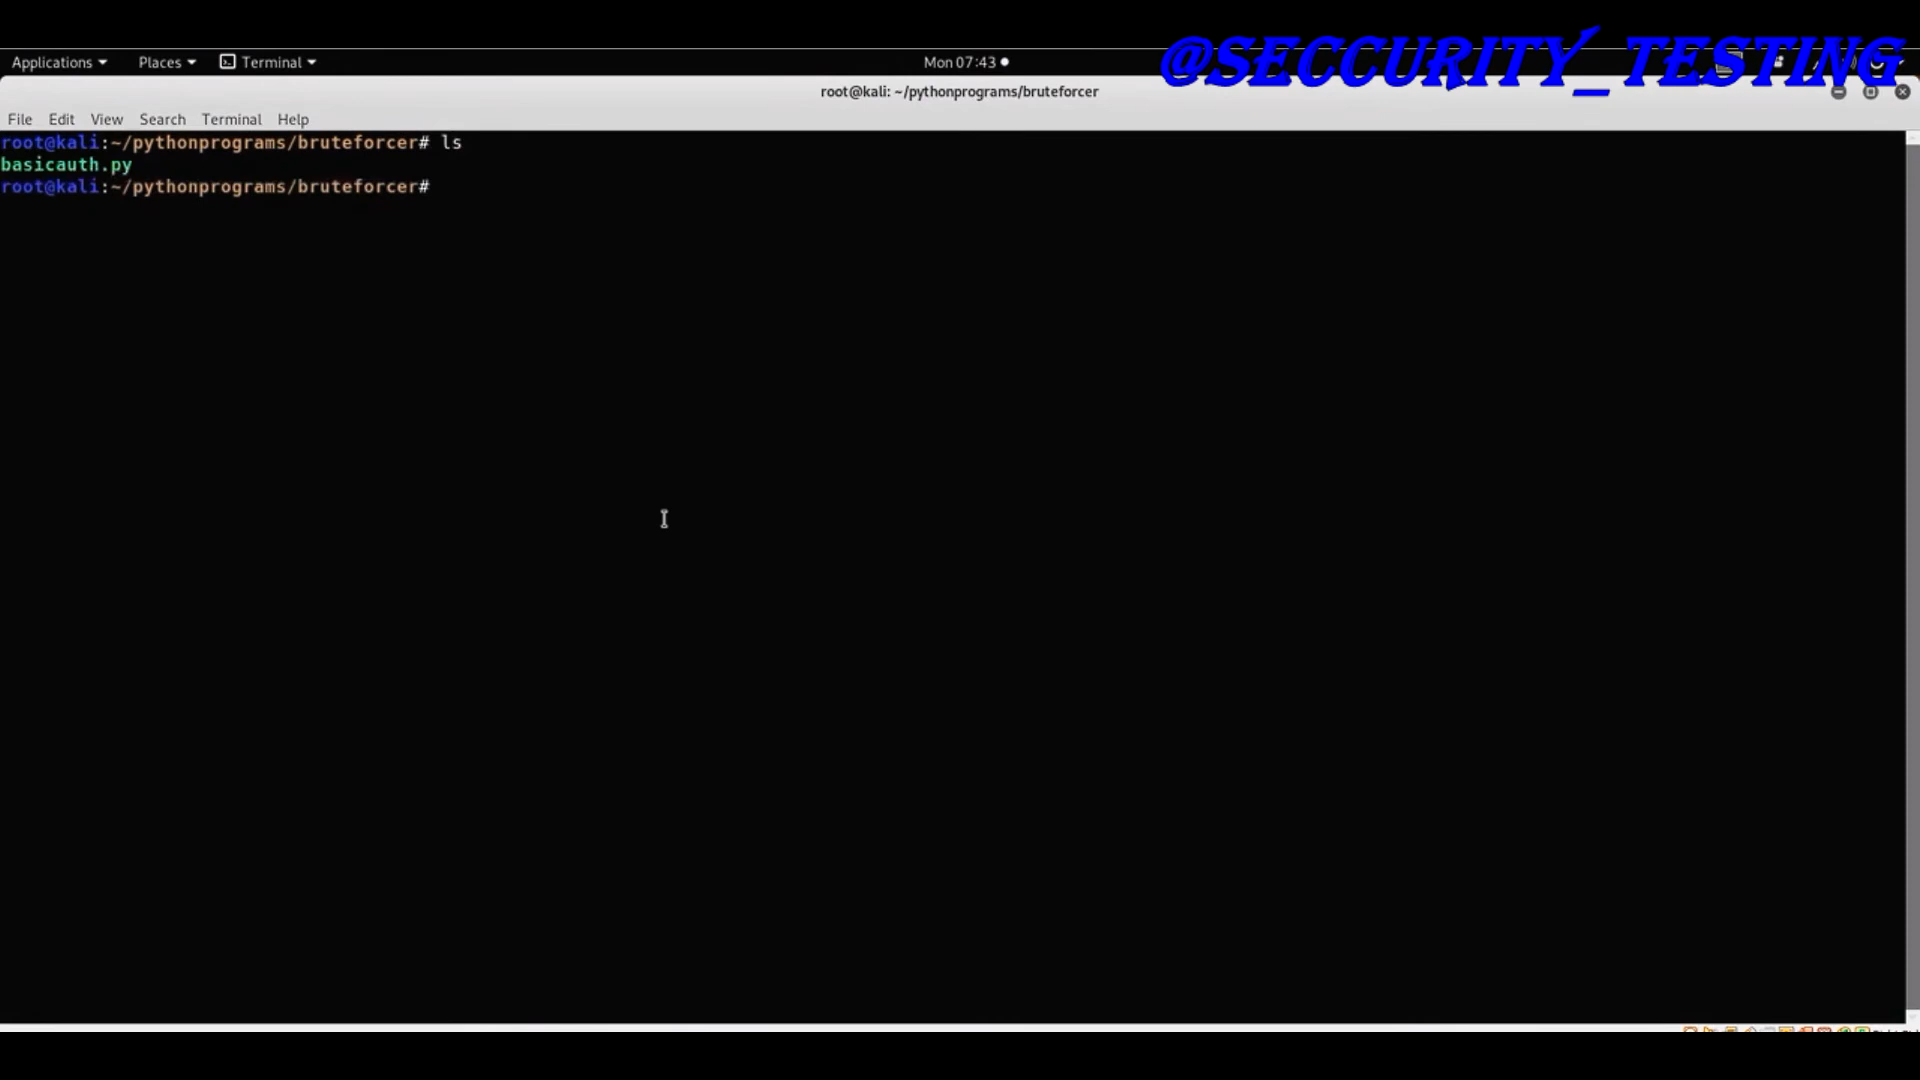 @SECCURITY_TESTING
Applications Places Terminal Mon 07:43
root@kali: ~/pythonprograms/bruteforcer
File Edit View Search Terminal Help
root@kali:~/pythonprograms/bruteforcer# ls
basicauth.py
root@kali:~/pythonprograms/bruteforcer#